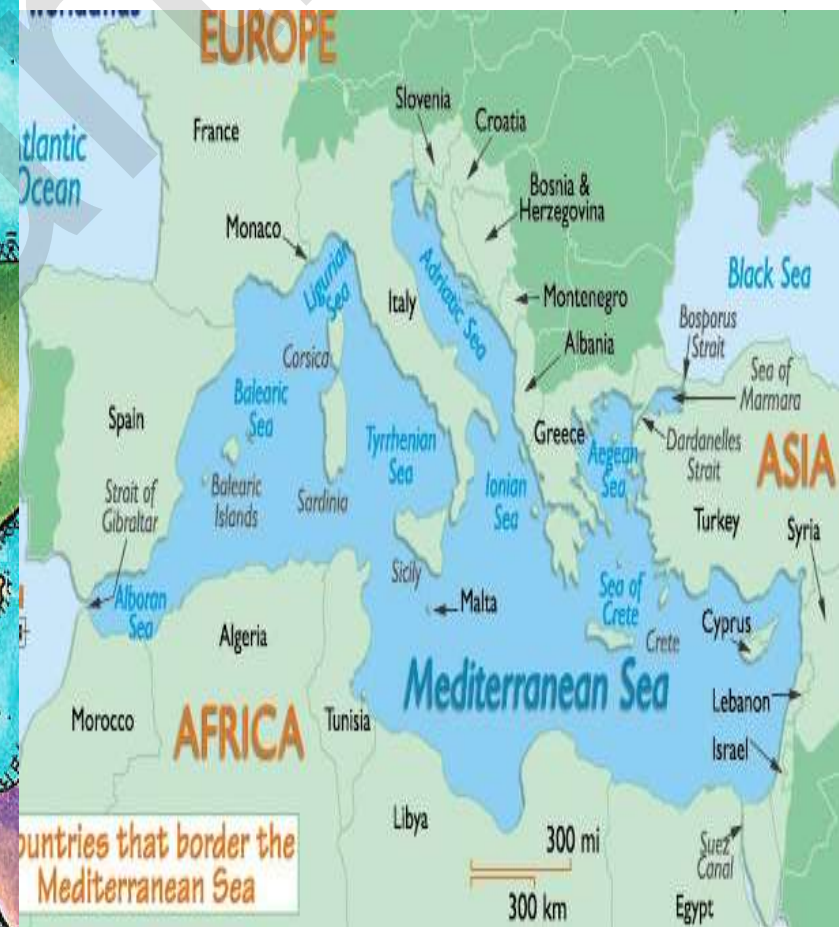 EUROPE
Slovenia
Croatia
France
tlantic
Ocean
Bosnia &
Herzegovina
Monaco
Ligurian
Sea
Adriatic Sea
Italy
Black Sea
Montenegro
Bosporus
Strait
Albania
Corsica
Sea of
Marmara
Balearic
Sea
Spain
Tyrrhenian
Sea
Greece
Aegean
Sea
Dardanelles
Strait
ASIA
Strait of
Gibraltar
Balearic
Islands
Sardinia
Ionian
Sea
Turkey
Syria
Sicily
Alboran
Sea
Malta
Sea of
Crete
Crete
Cyprus
Algeria
Mediterranean Sea
Lebanon
Morocco
AFRICA
Tunisia
Israel
Libya
ountries that border the
Mediterranean Sea
300 mi
300 km
Suez
Canal
Egypt